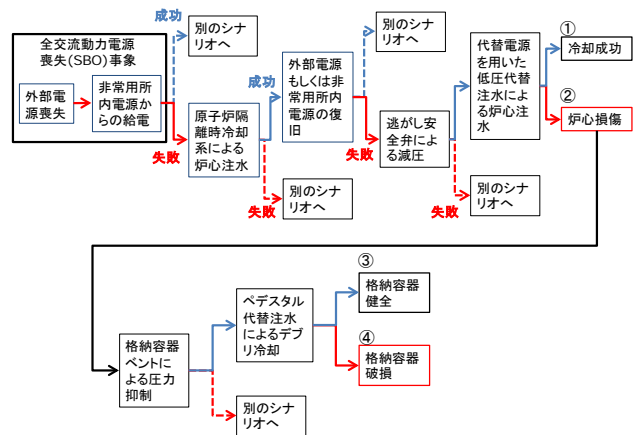 全交流動力電源
喪失(SBO)事象
外部電
源喪失
非常用所
内電源か
らの給電
成功
別のシナ
リオへ
失敗
原子炉隔
離時冷却
系による
炉心注水
成功
失敗
別のシナ
リオへ
外部電源
もしくは非
常用所内
電源の復
旧
別のシナ
リオへ
失敗
逃がし安
全弁によ
る減圧
失敗
別のシナ
リオへ
代替電源
を用いた
低圧代替
注水によ
る炉心注
水
①
冷却成功
②
炉心損傷
格納容器
ベントによ
る圧力
抑制
ペデスタル
代替注水
によるデブ
リ冷却
別のシナ
リオへ
③
格納容器
健全
④
格納容器
破損